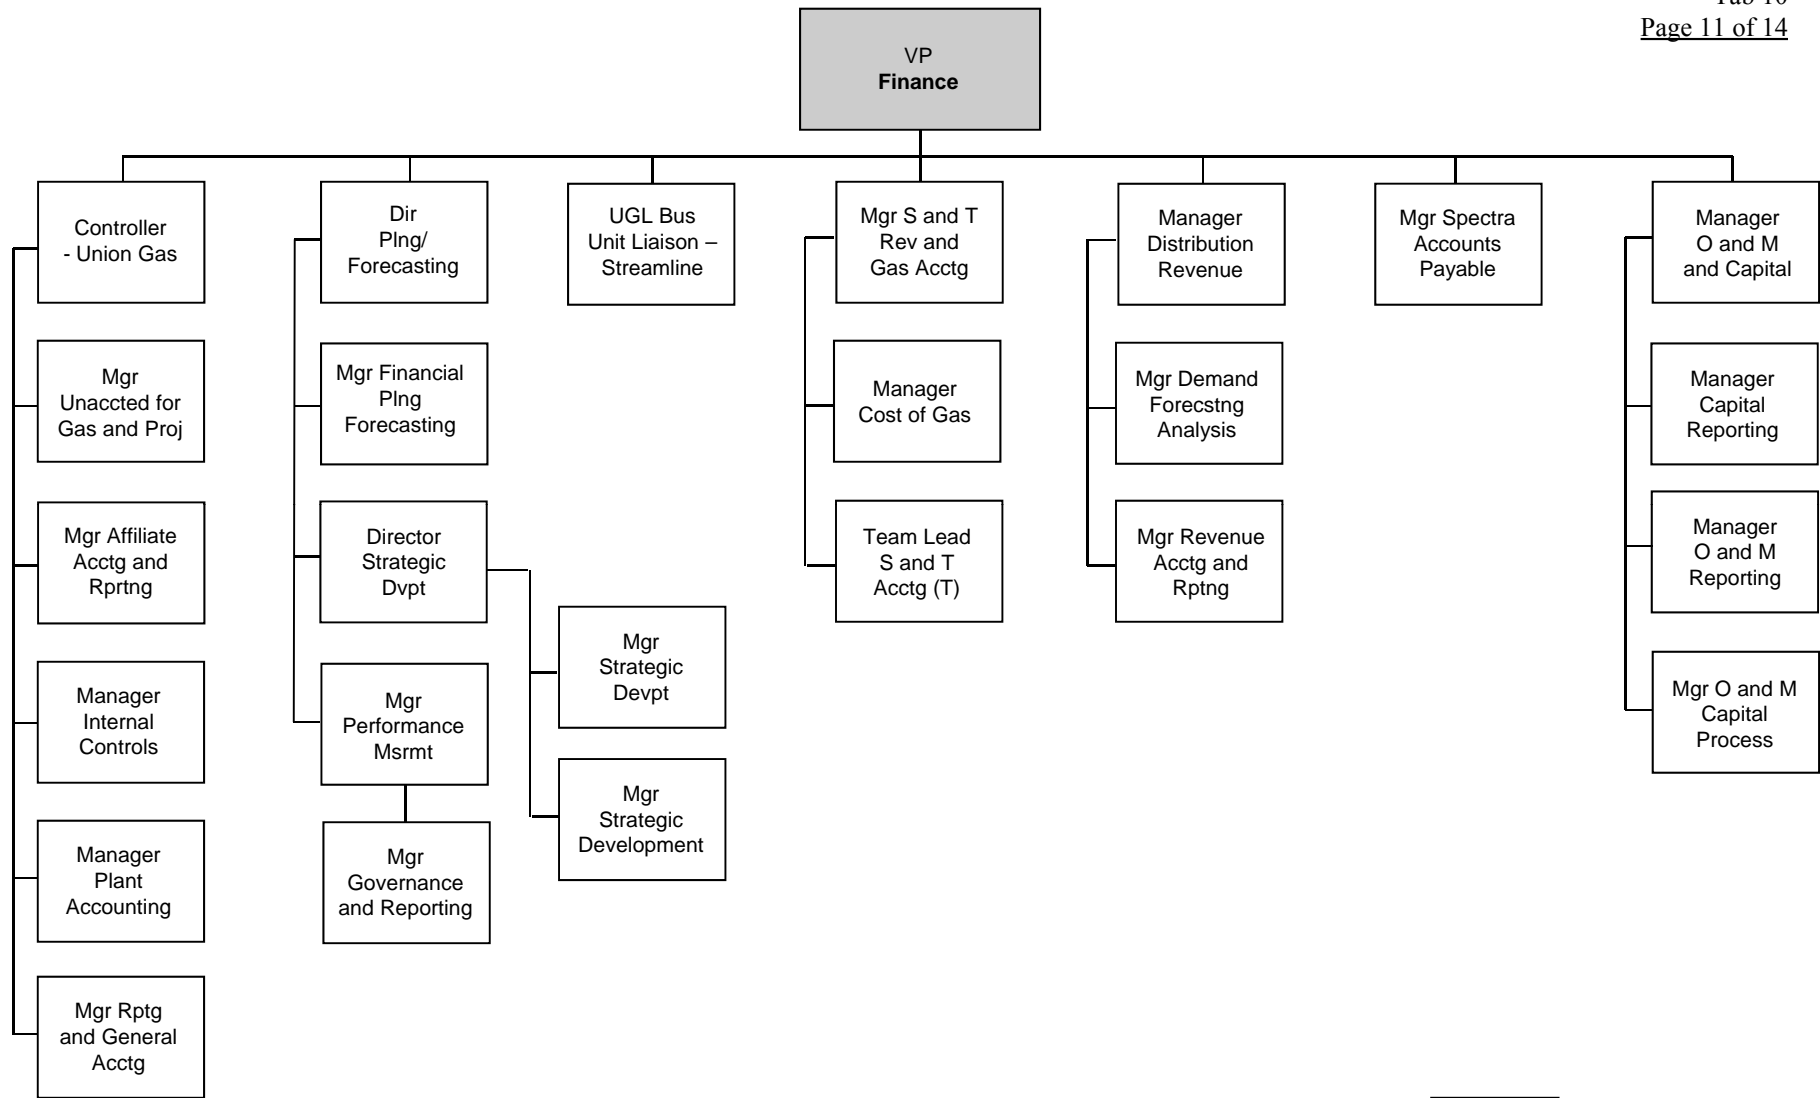 Tab 10
Page 11 of 14
VP
Finance
Controller
- Union Gas
Dir
Plng/
Forecasting
UGL Bus
Unit Liaison –
Streamline
Mgr S and T
Rev and
Gas Acctg
Manager
Distribution
Revenue
Mgr Spectra
Accounts
Payable
Manager
O and M
and Capital
Mgr
Unaccted for
Gas and Proj
Mgr Financial
Plng
Forecasting
Manager
Cost of Gas
Mgr Demand
Forecstng
Analysis
Manager
Capital
Reporting
Mgr Affiliate
Acctg and
Rprtng
Director
Strategic
Dvpt
Team Lead
S and T
Acctg (T)
Mgr Revenue
Acctg and
Rptng
Manager
O and M
Reporting
Mgr
Strategic
Devpt
Manager
Internal
Controls
Mgr
Performance
Msrmt
Mgr O and M
Capital
Process
Mgr
Strategic
Development
Manager
Plant
Accounting
Mgr
Governance
and Reporting
Mgr Rptg
and General
Acctg